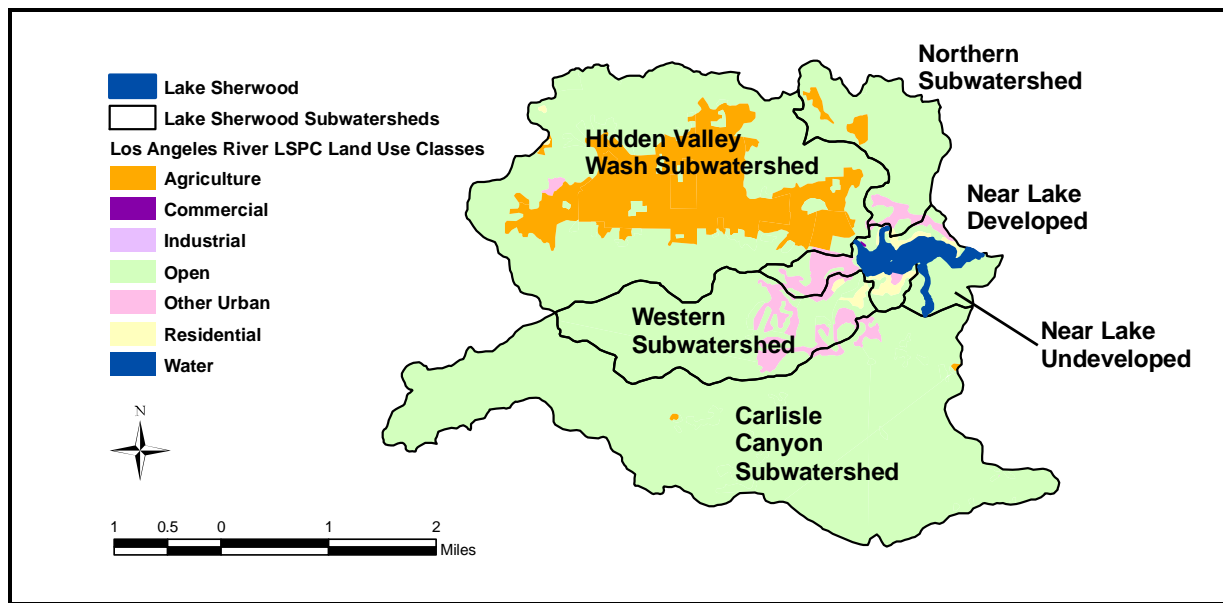 Lake Sherwood
Lake Sherwood Subwatersheds
Los Angeles River LSPC Land Use Classes
Agriculture
Commercial
Industrial
Open
Other Urban
Residential
Water
N
1 0.5 0 1 2
Miles
Northern
Subwatershed
Hidden Valley
Wash Subwatershed
Near Lake
Developed
Western
Subwatershed
Near Lake
Undeveloped
Carlisle
Canyon
Subwatershed